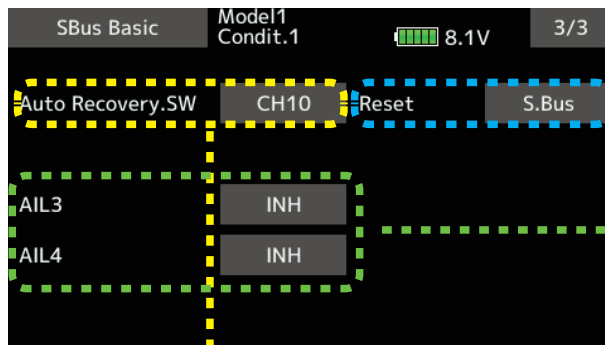 SBus Basic
Model1
Condit.1
8.1V
3/3
Auto Recovery.SW CH10 Reset S.Bus
AIL3 INH
AIL4 INH